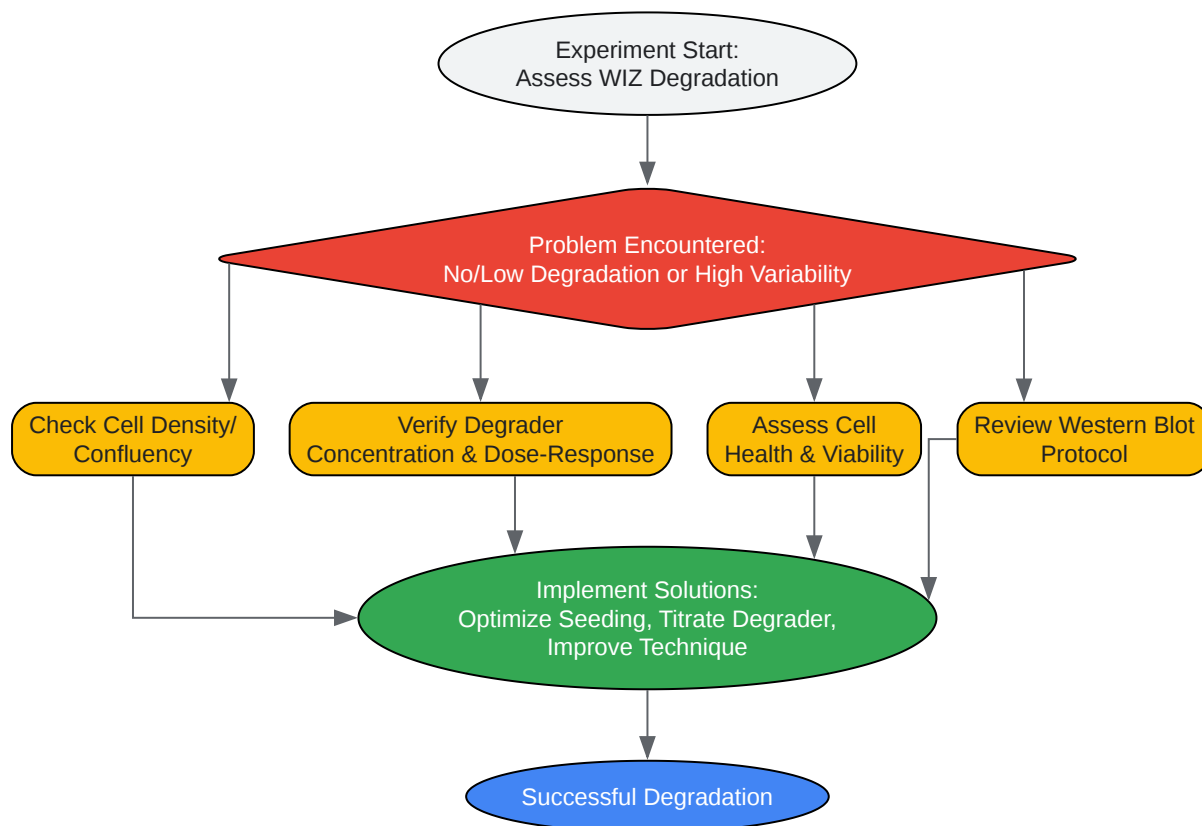 Experiment Start:
Assess WIZ Degradation
Problem Encountered:
No/Low Degradation or High Variability
Check Cell Density/
Confluency
Verify Degrader
Concentration & Dose-Response
Assess Cell
Health & Viability
Review Western Blot
Protocol
Implement Solutions:
Optimize Seeding, Titrate Degrader,
Improve Technique
Successful Degradation